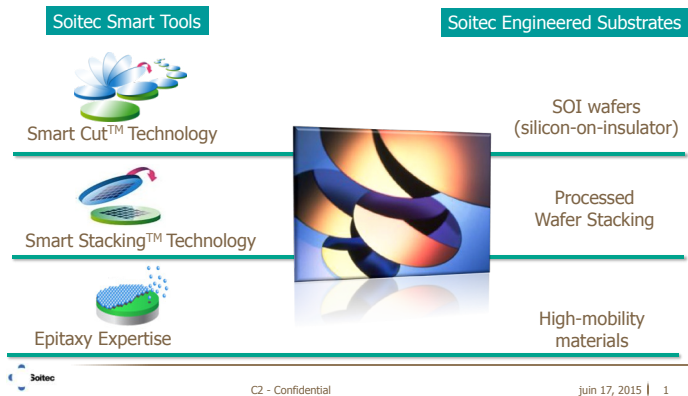 Soitec Smart Tools
Soitec Engineered Substrates
Smart Cut™ Technology
SOI wafers
(silicon-on-insulator)
Smart Stacking™ Technology
Processed
Wafer Stacking
Epitaxy Expertise
High-mobility
materials
Soitec
C2 - Confidential
juin 17, 2015
1